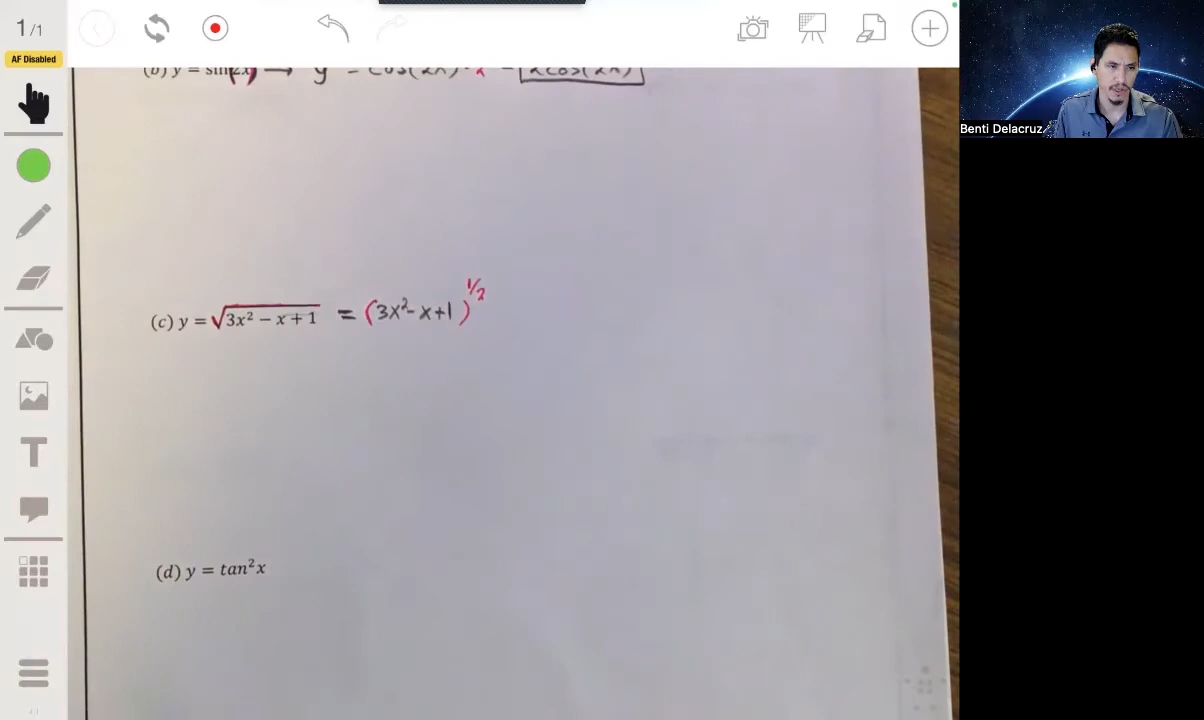 1/1
AF Disabled
(b) y = sin(2x) → y' = cos(2x) · 2 = 2cos(2x)
Benti Delacruz
(c) y = √3x² − x + 1 = (3x²-x+1)^1/2
(d) y = tan²x
T